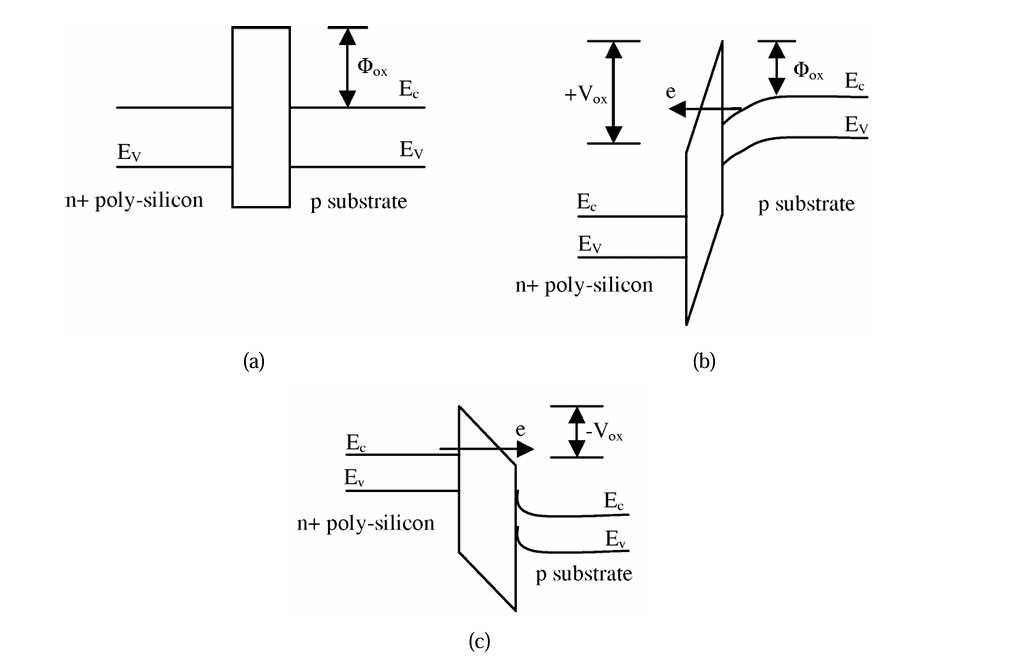 Φox
Ec
EV
EV
n+ poly-silicon
p substrate
(a)
+Vox
e
Φox
Ec
EV
Ec
p substrate
EV
n+ poly-silicon
(b)
e
-Vox
Ec
Ev
Ec
n+ poly-silicon
Ev
p substrate
(c)